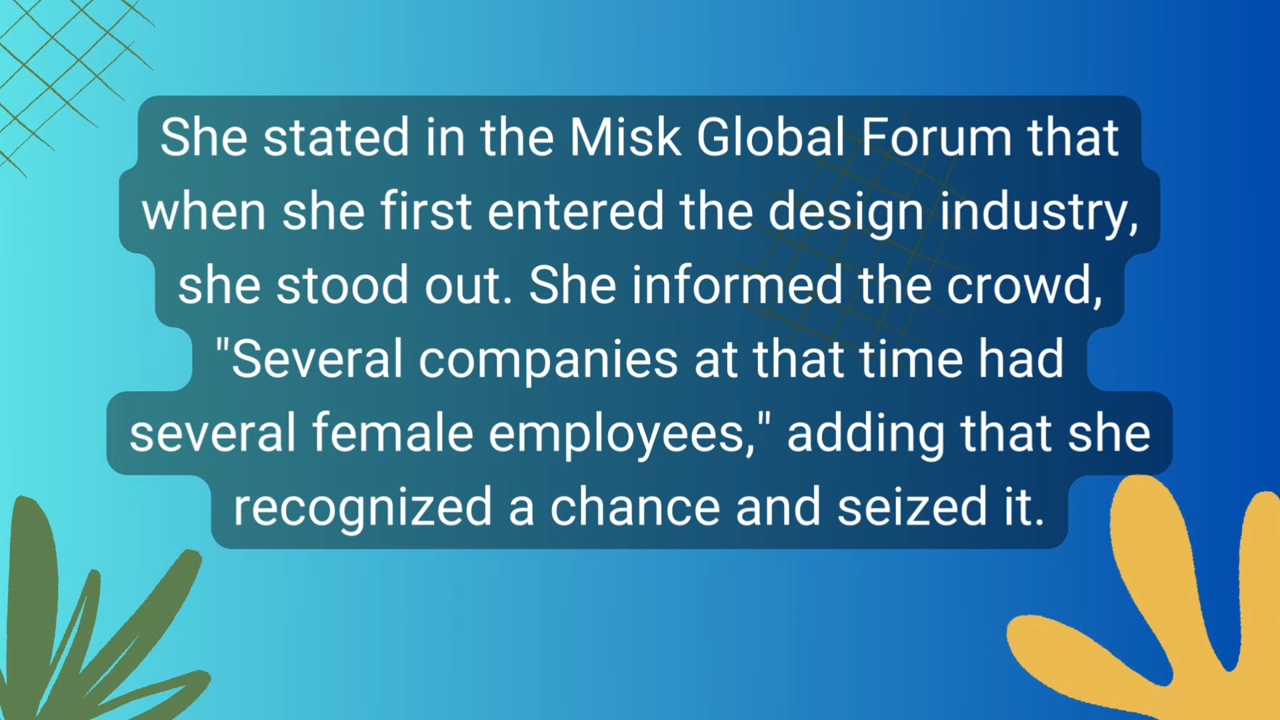 She stated in the Misk Global Forum that
when she first entered the design industry,
she stood out. She informed the crowd,
"Several companies at that time had
several female employees," adding that she
recognized a chance and seized it.